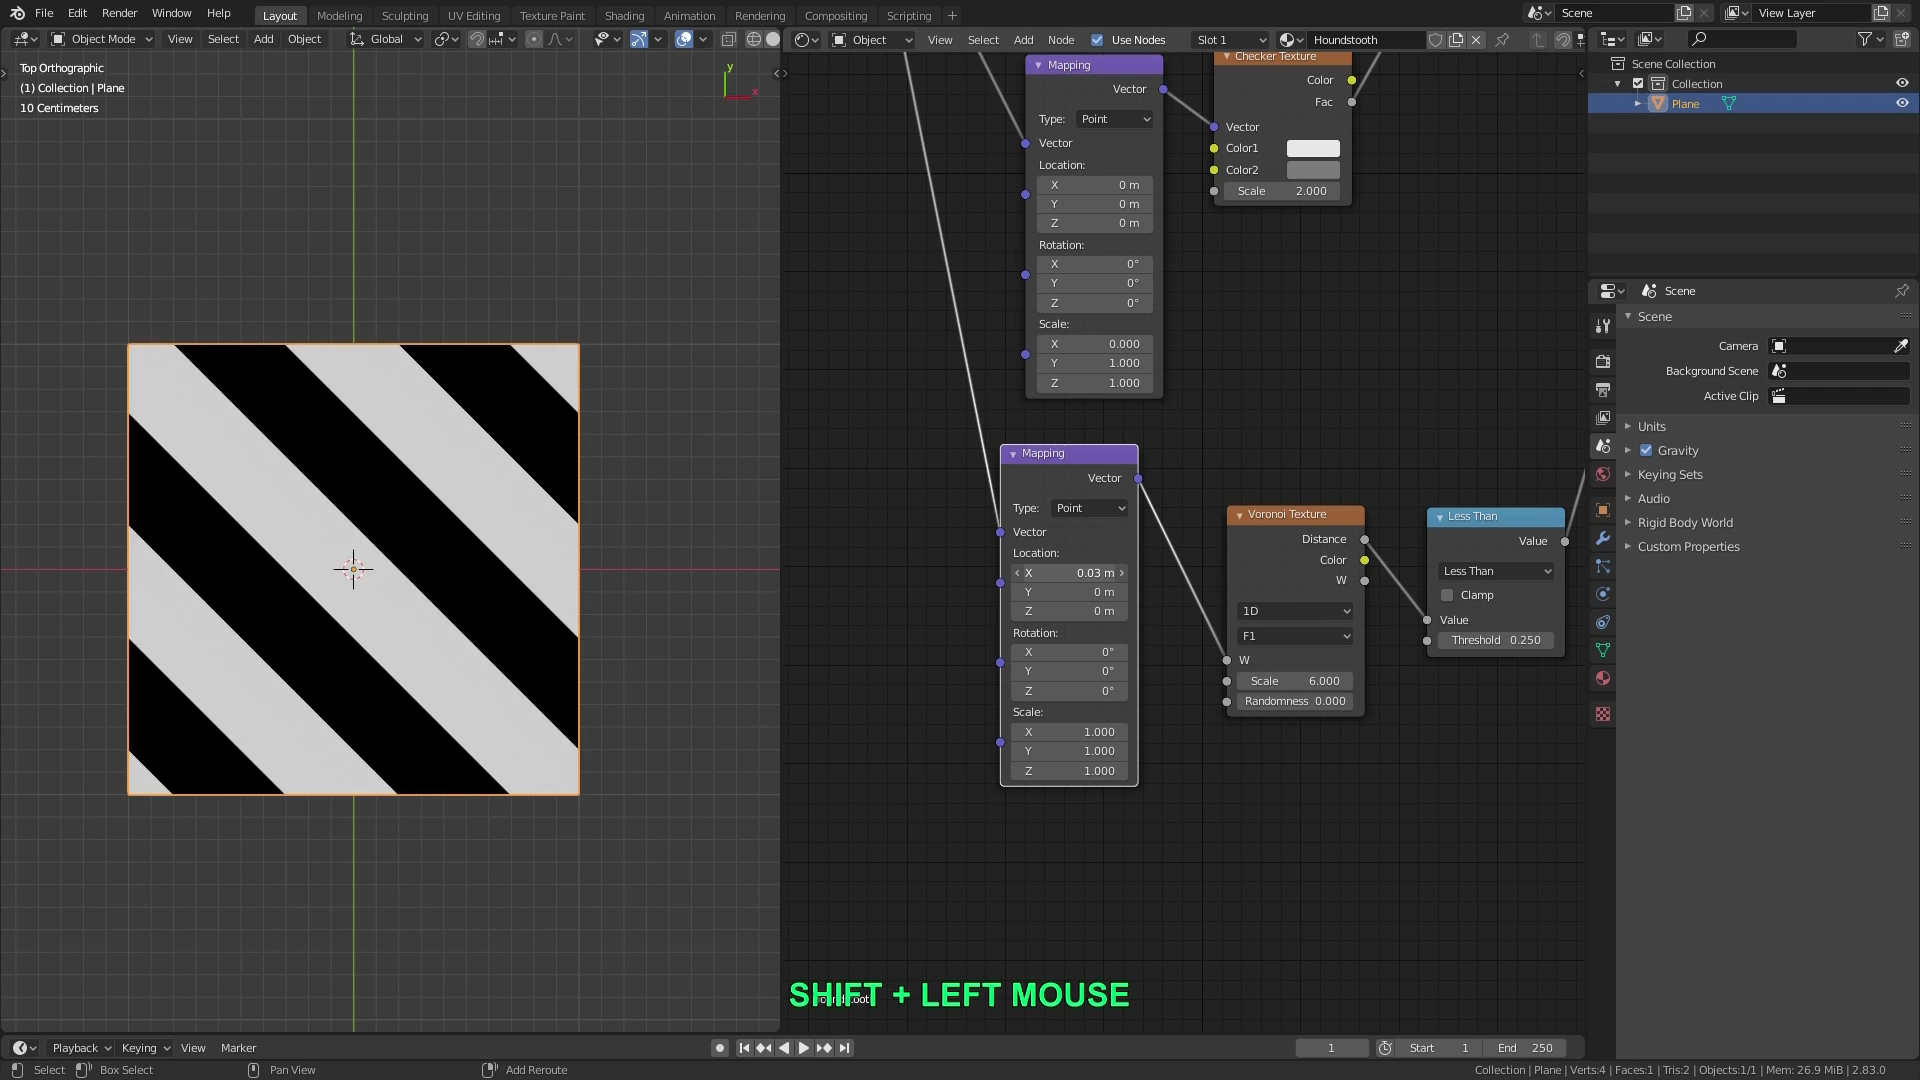 File Edit Render Window Help Layout Modeling Sculpting UV Editing Texture Paint Shading Animation Rendering Compositing Scripting + Scene View Layer
Object Mode View Select Add Object Global Object View Select Add Node Use Nodes Slot 1 Houndstooth
Top Orthographic
(1) Collection | Plane
10 Centimeters
y
x
Mapping
Vector
Type: Point
Vector
Location:
X 0 m
Y 0 m
Z 0 m
Rotation:
X 0°
Y 0°
Z 0°
Scale:
X 0.000
Y 1.000
Z 1.000
Checker Texture
Color
Fac
Vector
Color1
Color2
Scale 2.000
Mapping
Vector
Type: Point
Vector
Location:
X 0.03 m
Y 0 m
Z 0 m
Rotation:
X 0°
Y 0°
Z 0°
Scale:
X 1.000
Y 1.000
Z 1.000
Voronoi Texture
Distance
Color
W
1D
F1
W
Scale 6.000
Randomness 0.000
Less Than
Value
Less Than
Clamp
Value
Threshold 0.250
SHIFT + LEFT MOUSE
Scene Collection
Collection
Plane
Scene
Scene
Camera
Background Scene
Active Clip
Units
Gravity
Keying Sets
Audio
Rigid Body World
Custom Properties
Playback Keying View Marker 1 Start 1 End 250
Select Box Select Pan View Add Reroute Collection | Plane | Verts:4 | Faces:1 | Tris:2 | Objects:1/1 | Mem: 26.9 MiB | 2.83.0